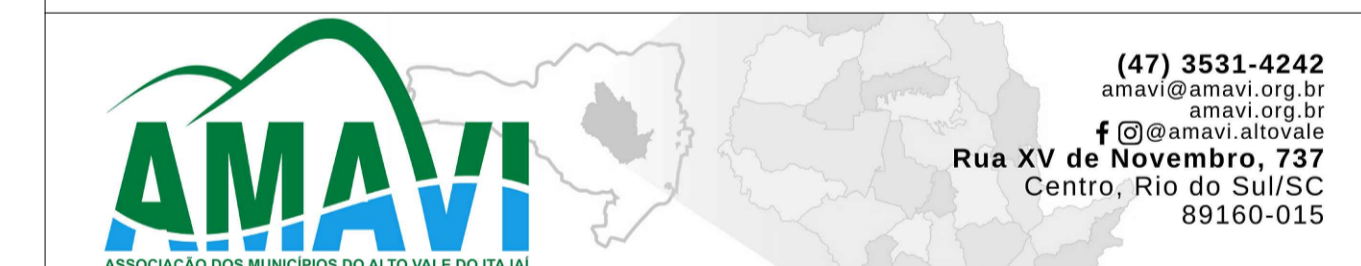 AMAVI
ASSOCIAÇÃO DOS MUNICÍPIOS DO ALTO VALE DO ITAJAÍ
(47) 3531-4242
amavi@amavi.org.br
amavi.org.br
@amavi.altovale
Rua XV de Novembro, 737
Centro, Rio do Sul/SC
89160-015